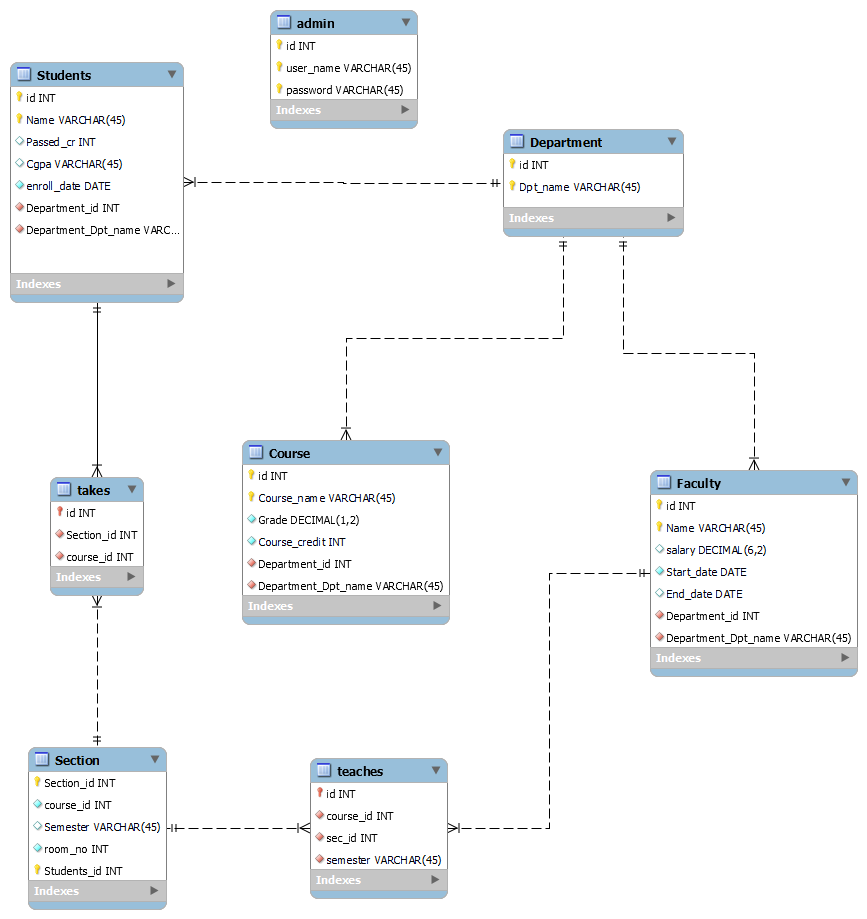 admin
id INT
user_name VARCHAR(45)
password VARCHAR(45)
Indexes
Students
id INT
Name VARCHAR(45)
Passed_cr INT
Cgpa VARCHAR(45)
enroll_date DATE
Department_id INT
Department_Dpt_name VARC...
Indexes
Department
id INT
Dpt_name VARCHAR(45)
Indexes
Course
id INT
Course_name VARCHAR(45)
Grade DECIMAL(1,2)
Course_credit INT
Department_id INT
Department_Dpt_name VARCHAR(45)
Indexes
Faculty
id INT
Name VARCHAR(45)
salary DECIMAL(6,2)
Start_date DATE
End_date DATE
Department_id INT
Department_Dpt_name VARCHAR(45)
Indexes
takes
id INT
Section_id INT
course_id INT
Indexes
Section
Section_id INT
course_id INT
Semester VARCHAR(45)
room_no INT
Students_id INT
Indexes
teaches
id INT
course_id INT
sec_id INT
semester VARCHAR(45)
Indexes